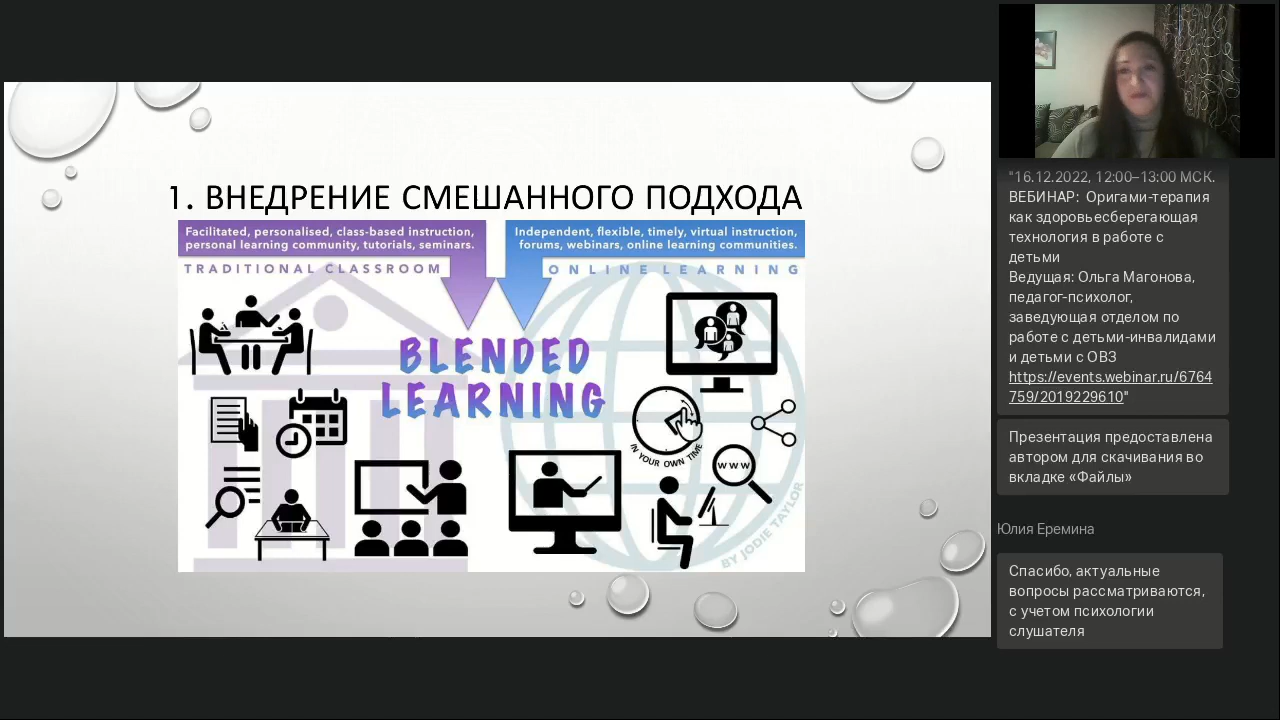 1. ВНЕДРЕНИЕ СМЕШАННОГО ПОДХОДА
Facilitated, personalised, class-based instruction,
personal learning community, tutorials, seminars.
Independent, flexible, timely, virtual instruction,
forums, webinars, online learning communities.
TRADITIONAL CLASSROOM
ONLINE LEARNING
BLENDED
LEARNING
IN YOUR OWN TIME
WWW
BY JODIE TAYLOR
"16.12.2022, 12:00–13:00 МСК.
ВЕБИНАР: Оригами-терапия
как здоровьесберегающая
технология в работе с
детьми
Ведущая: Ольга Магонова,
педагог-психолог,
заведующая отделом по
работе с детьми-инвалидами
и детьми с ОВЗ
https://events.webinar.ru/6764
759/2019229610"
Презентация предоставлена
автором для скачивания во
вкладке «Файлы»
Юлия Еремина
Спасибо, актуальные
вопросы рассматриваются,
с учетом психологии
слушателя